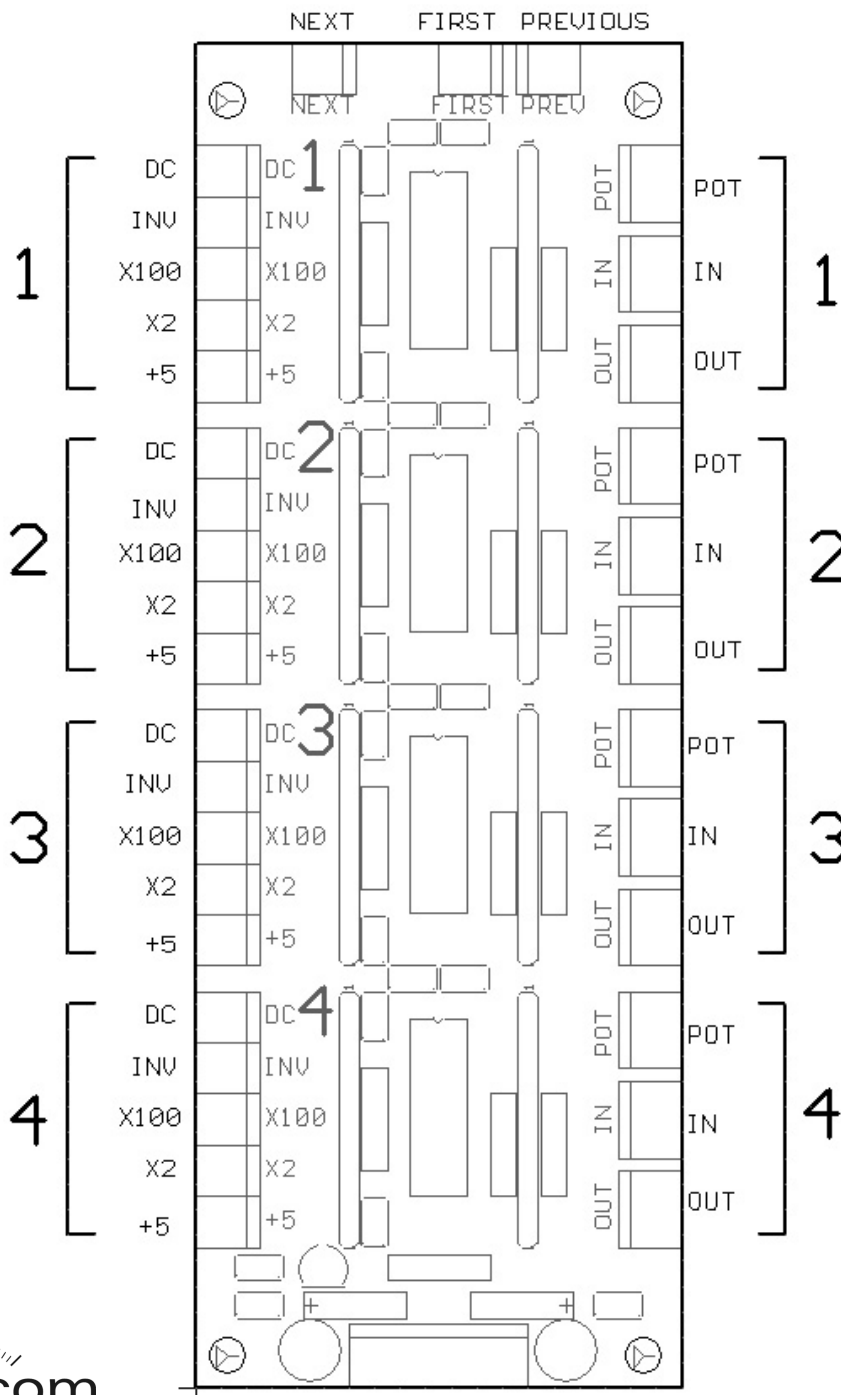 NEXT FIRST PREVIOUS
NEXT FIRST PREV
DC DC 1 POT POT
INV INV
1 X100 X100 IN IN 1
X2 X2
+5 +5 OUT OUT
DC DC 2 POT POT
INV INV
2 X100 X100 IN IN 2
X2 X2
+5 +5 OUT OUT
DC DC 3 POT POT
INV INV
3 X100 X100 IN IN 3
X2 X2
+5 +5 OUT OUT
DC DC 4 POT POT
INV INV
4 X100 X100 IN IN 4
X2 X2
+5 +5 OUT OUT
+ +
com